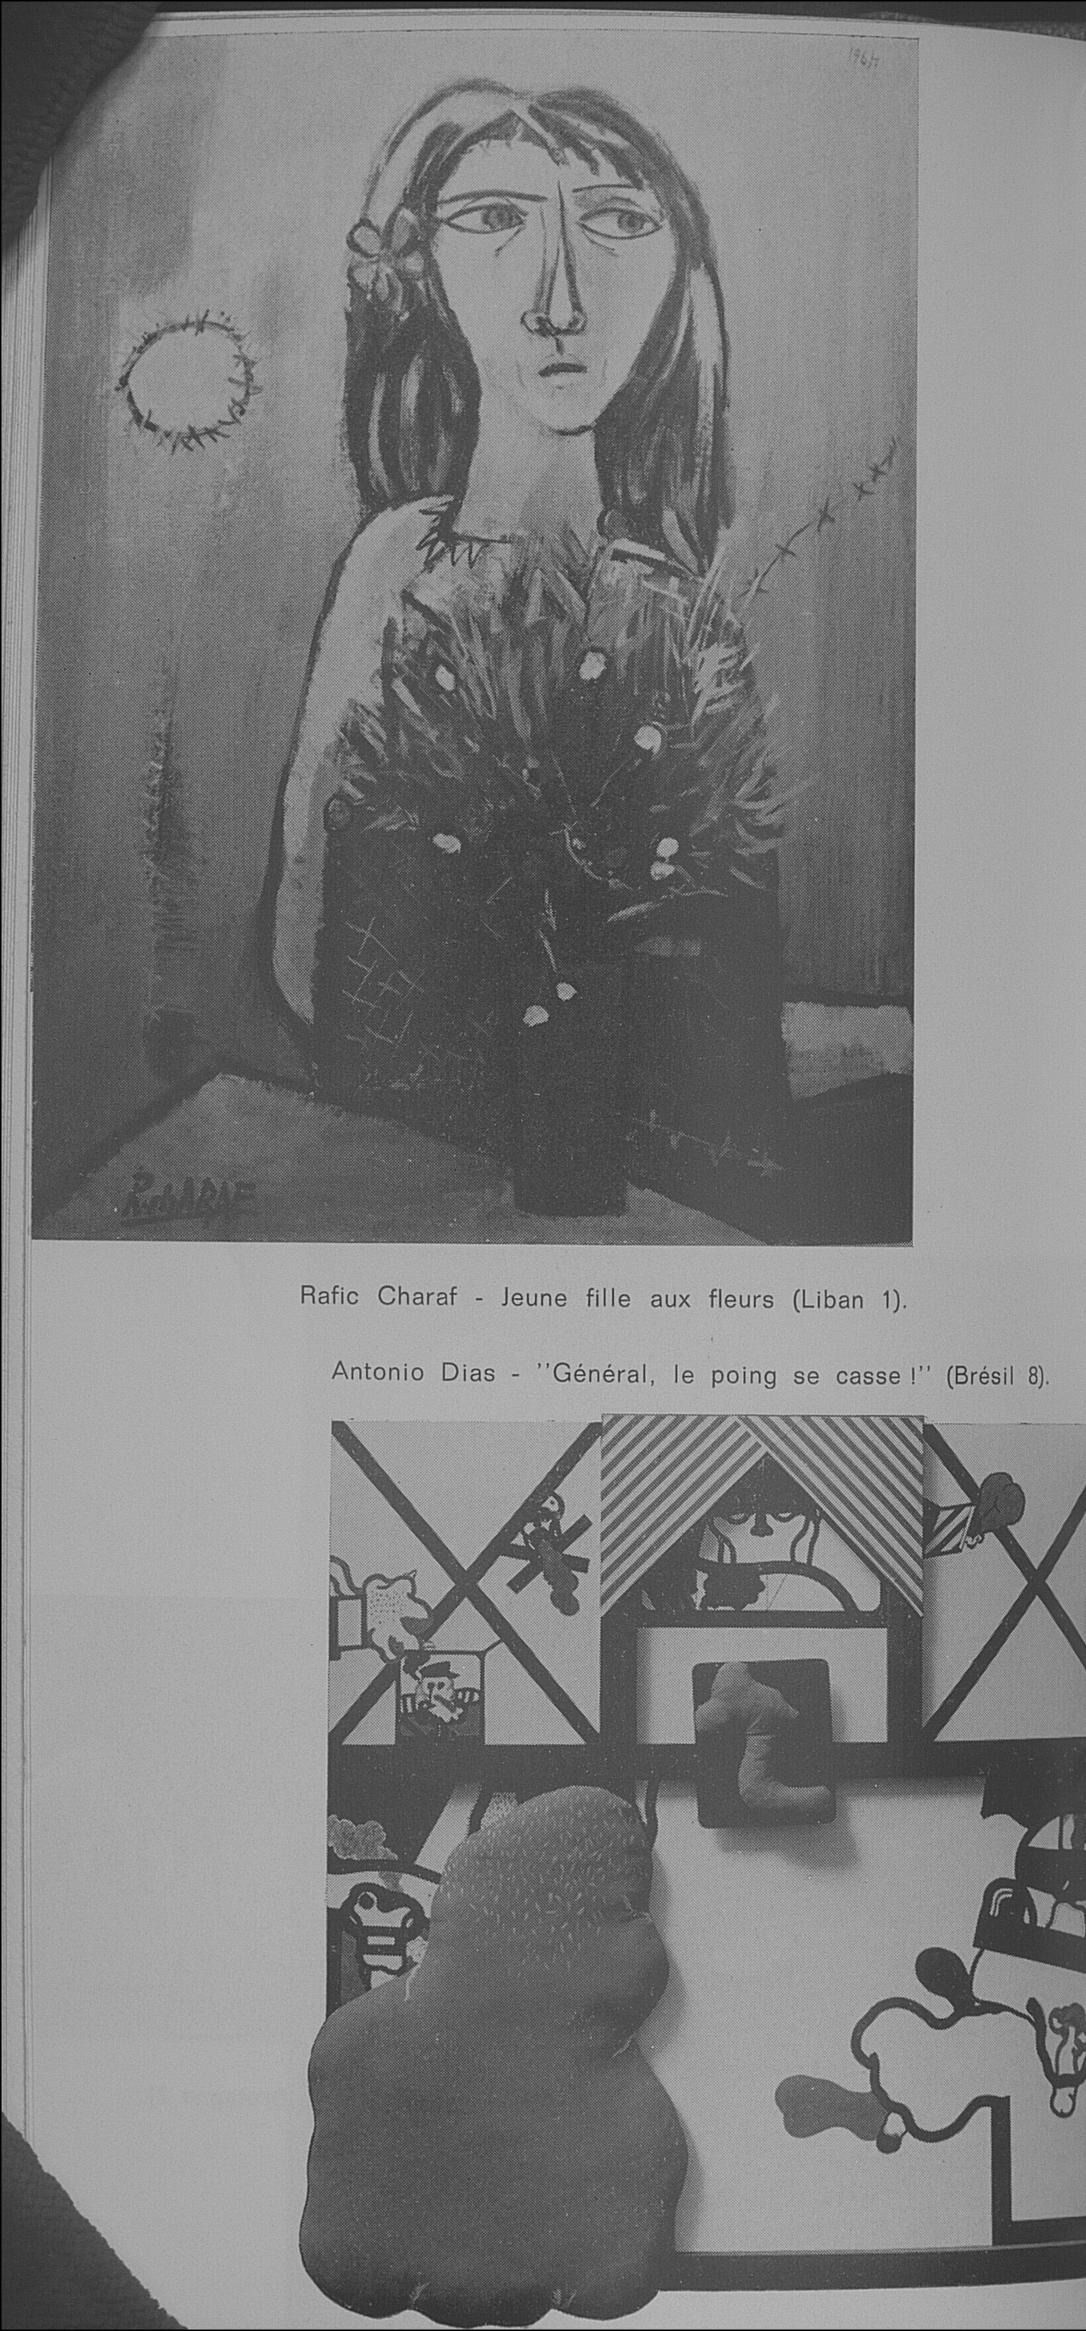 1964
R. chARAF
Rafic Charaf - Jeune fille aux fleurs (Liban 1).
Antonio Dias - ’’Général, le poing se casse !’’ (Brésil 8).